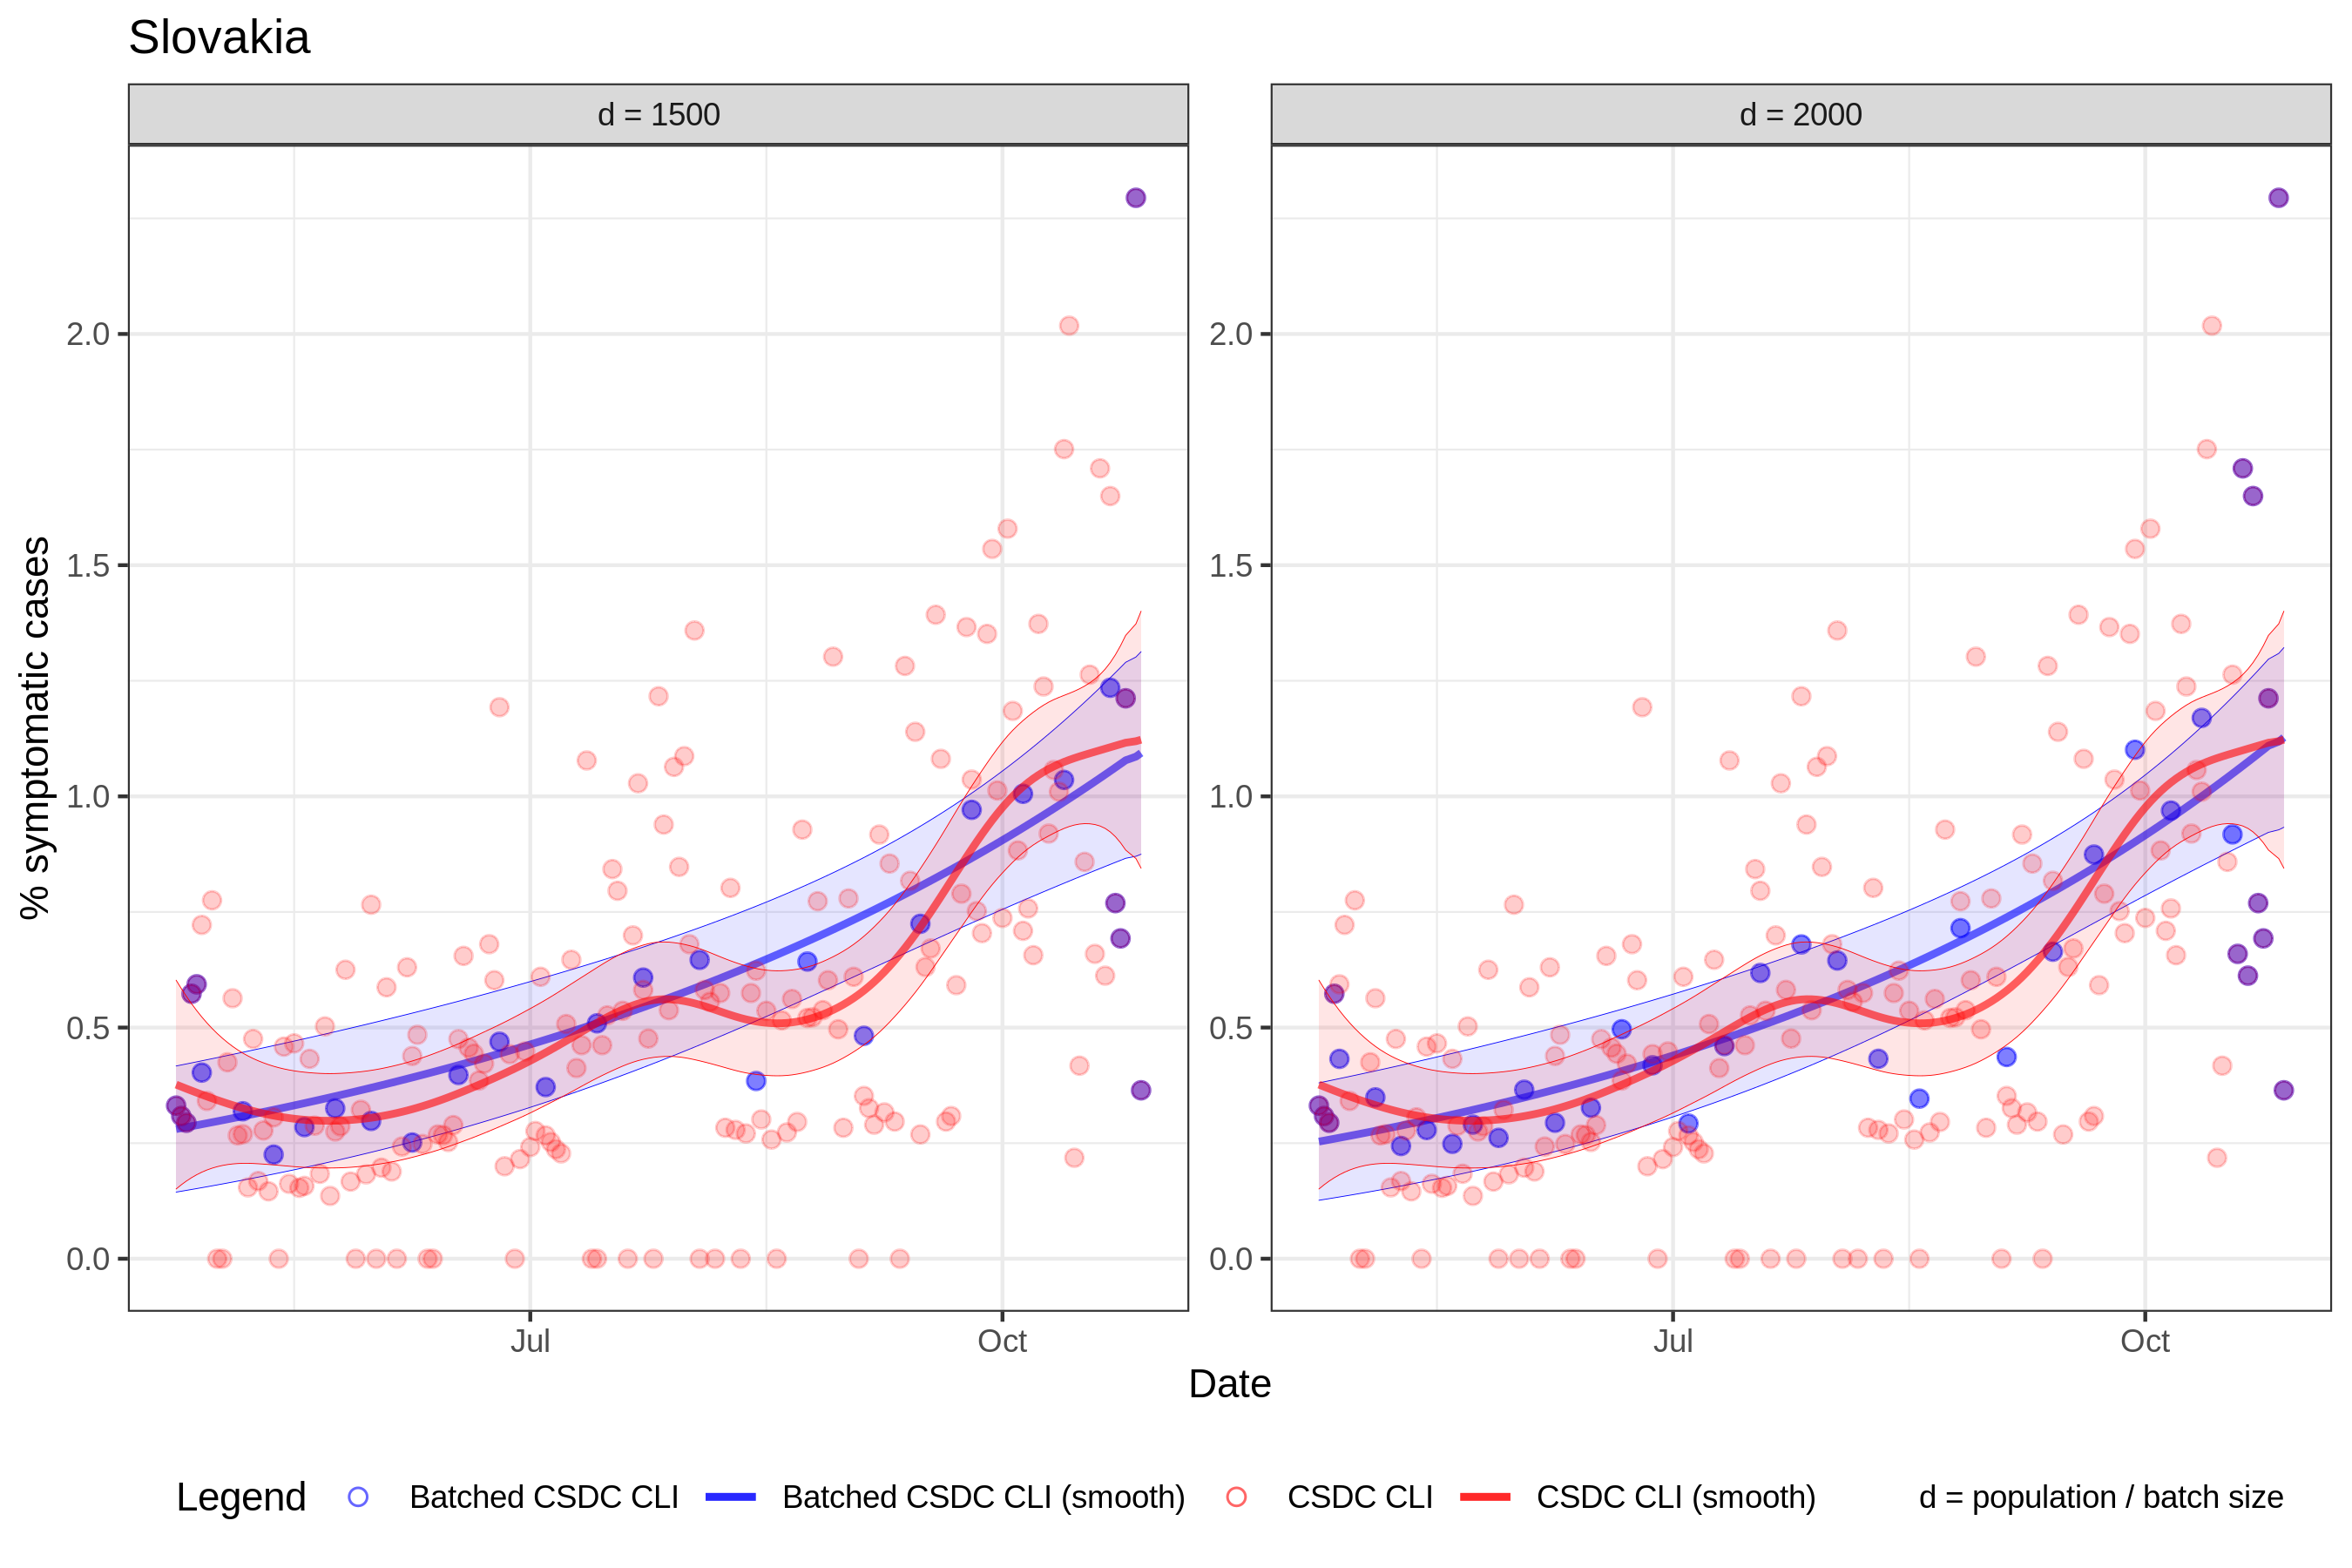 Slovakia
d = 1500
d = 2000
% symptomatic cases
2.0
1.5
1.0
0.5
0.0
2.0
1.5
1.0
0.5
0.0
Jul
Oct
Jul
Oct
Date
Legend
Batched CSDC CLI
Batched CSDC CLI (smooth)
CSDC CLI
CSDC CLI (smooth)
d = population / batch size